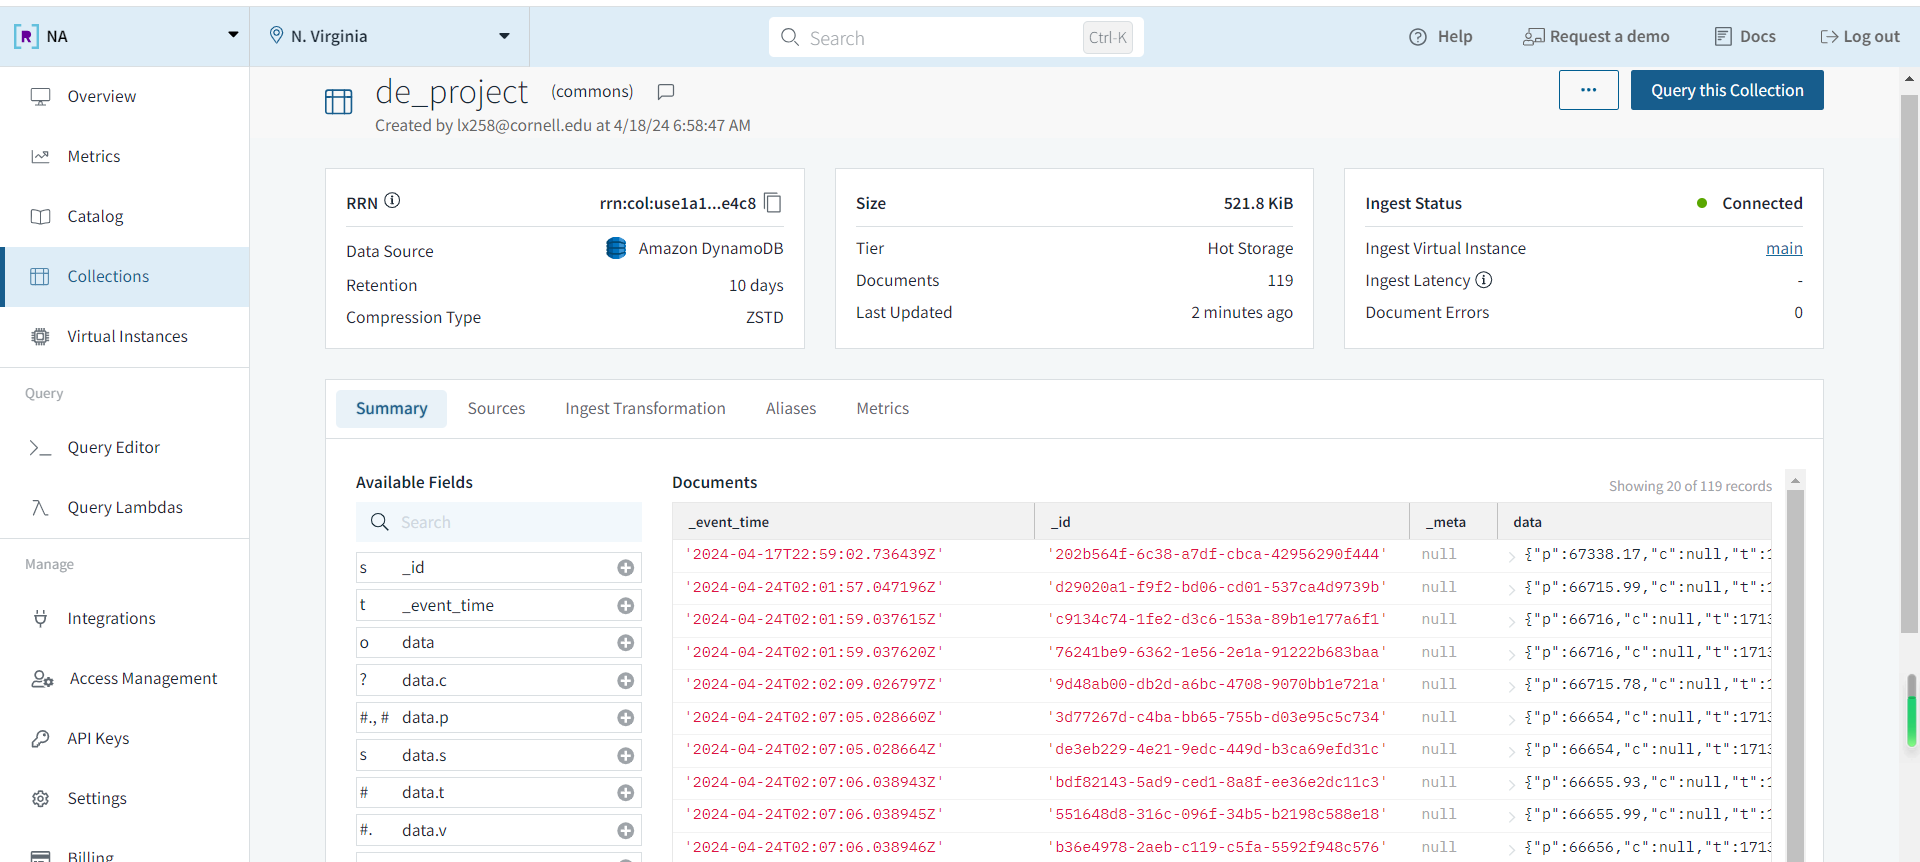 [R] NA
N. Virginia
Search Ctrl-K
Help
Request a demo
Docs
Log out
Overview
Metrics
Catalog
Collections
Virtual Instances
Query
Query Editor
Query Lambdas
Manage
Integrations
Access Management
API Keys
Settings
Billing
de_project (commons)
Created by lx258@cornell.edu at 4/18/24 6:58:47 AM
...
Query this Collection
RRN rrn:col:use1a1...e4c8
Data Source Amazon DynamoDB
Retention 10 days
Compression Type ZSTD
Size 521.8 KiB
Tier Hot Storage
Documents 119
Last Updated 2 minutes ago
Ingest Status Connected
Ingest Virtual Instance main
Ingest Latency -
Document Errors 0
Summary Sources Ingest Transformation Aliases Metrics
Available Fields
Search
s _id
t _event_time
o data
? data.c
#., # data.p
s data.s
# data.t
#. data.v
Documents
Showing 20 of 119 records
_event_time _id _meta data
'2024-04-17T22:59:02.736439Z' '202b564f-6c38-a7df-cbca-42956290f444' null {"p":67338.17,"c":null,"t":1
'2024-04-24T02:01:57.047196Z' 'd29020a1-f9f2-bd06-cd01-537ca4d9739b' null {"p":66715.99,"c":null,"t":1
'2024-04-24T02:01:59.037615Z' 'c9134c74-1fe2-d3c6-153a-89b1e177a6f1' null {"p":66716,"c":null,"t":1713
'2024-04-24T02:01:59.037620Z' '76241be9-6362-1e56-2e1a-91222b683baa' null {"p":66716,"c":null,"t":1713
'2024-04-24T02:02:09.026797Z' '9d48ab00-db2d-a6bc-4708-9070bb1e721a' null {"p":66715.78,"c":null,"t":1
'2024-04-24T02:07:05.028660Z' '3d77267d-c4ba-bb65-755b-d03e95c5c734' null {"p":66654,"c":null,"t":1713
'2024-04-24T02:07:05.028664Z' 'de3eb229-4e21-9edc-449d-b3ca69efd31c' null {"p":66654,"c":null,"t":1713
'2024-04-24T02:07:06.038943Z' 'bdf82143-5ad9-ced1-8a8f-ee36e2dc11c3' null {"p":66655.93,"c":null,"t":1
'2024-04-24T02:07:06.038945Z' '551648d8-316c-096f-34b5-b2198c588e18' null {"p":66655.99,"c":null,"t":1
'2024-04-24T02:07:06.038946Z' 'b36e4978-2aeb-c119-c5fa-5592f948c576' null {"p":66656,"c":null,"t":1713